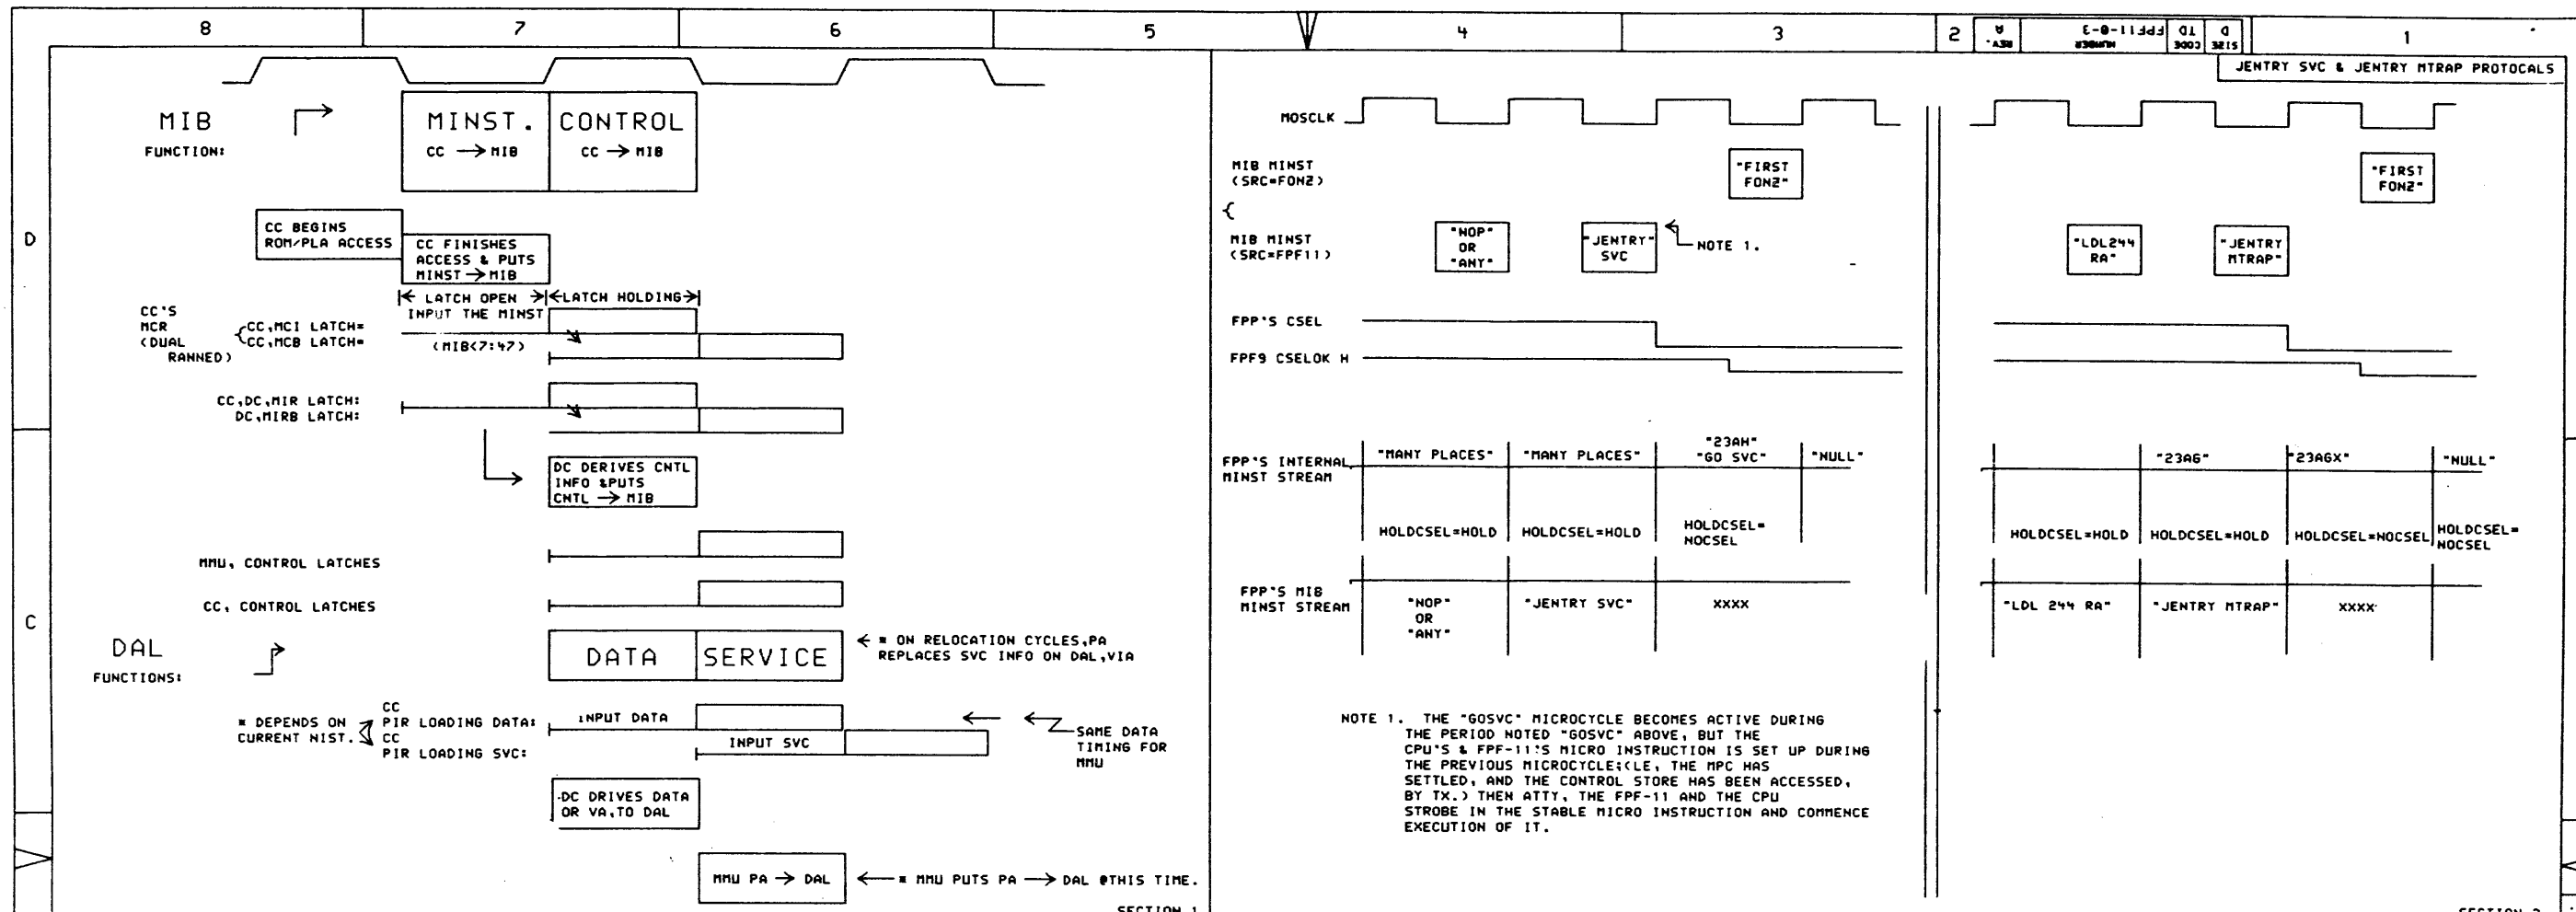 8 7 6 5 4 3 2 1
REV. A
NUMBER FPF11-0-3
CODE TD
SIZE D
JENTRY SVC & JENTRY MTRAP PROTOCALS
D
C
MIB
FUNCTION:
MINST.
CC → MIB
CONTROL
CC → MIB
CC BEGINS
ROM/PLA ACCESS
CC FINISHES
ACCESS & PUTS
MINST → MIB
LATCH OPEN
INPUT THE MINST
LATCH HOLDING
CC'S
MCR
(DUAL
RANNED)
CC,MCI LATCH=
CC,MCB LATCH=
(MIB<7:47)
CC,DC,MIR LATCH:
DC,MIRB LATCH:
DC DERIVES CNTL
INFO &PUTS
CNTL → MIB
MMU, CONTROL LATCHES
CC, CONTROL LATCHES
DAL
FUNCTIONS:
DATA
SERVICE
← * ON RELOCATION CYCLES,PA
REPLACES SVC INFO ON DAL,VIA
* DEPENDS ON
CURRENT NIST.
CC
PIR LOADING DATA:
CC
PIR LOADING SVC:
INPUT DATA
INPUT SVC
SAME DATA
TIMING FOR
MMU
DC DRIVES DATA
OR VA,TO DAL
MMU PA → DAL
← * MMU PUTS PA → DAL @THIS TIME.
SECTION 1
MOSCLK
MIB MINST
(SRC=FONZ)
"FIRST
FONZ"
"FIRST
FONZ"
{
MIB MINST
(SRC=FPF11)
"NOP"
OR
"ANY"
"JENTRY"
SVC
NOTE 1.
"LDL244
RA"
"JENTRY
MTRAP"
FPP'S CSEL
FPF9 CSELOK H
FPP'S INTERNAL
MINST STREAM
"MANY PLACES"
"MANY PLACES"
"23AH"
"GO SVC"
"NULL"
"23AG"
"23AGX"
"NULL"
HOLDCSEL=HOLD
HOLDCSEL=HOLD
HOLDCSEL=
NOCSEL
HOLDCSEL=HOLD
HOLDCSEL=HOLD
HOLDCSEL=NOCSEL
HOLDCSEL=
NOCSEL
FPP'S MIB
MINST STREAM
"NOP"
OR
"ANY"
"JENTRY SVC"
XXXX
"LDL 244 RA"
"JENTRY MTRAP"
XXXX
NOTE 1. THE "GOSVC" MICROCYCLE BECOMES ACTIVE DURING
THE PERIOD NOTED "GOSVC" ABOVE, BUT THE
CPU'S & FPF-11'S MICRO INSTRUCTION IS SET UP DURING
THE PREVIOUS MICROCYCLE;(LE, THE MPC HAS
SETTLED, AND THE CONTROL STORE HAS BEEN ACCESSED,
BY TX.) THEN ATTY, THE FPF-11 AND THE CPU
STROBE IN THE STABLE MICRO INSTRUCTION AND COMMENCE
EXECUTION OF IT.